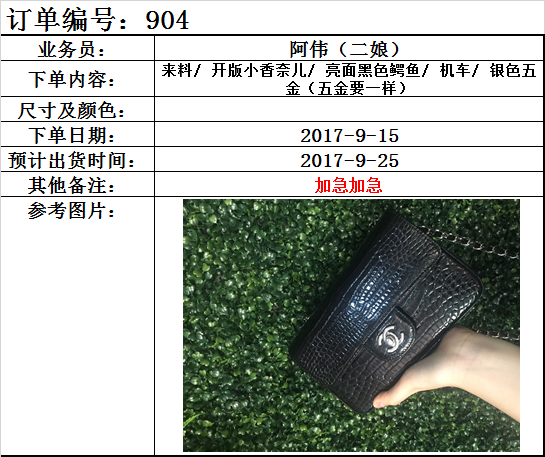 订单编号：904
业务员： 阿伟（二娘）
下单内容： 来料/ 开版小香奈儿/ 亮面黑色鳄鱼/ 机车/ 银色五
金（五金要一样）
尺寸及颜色：
下单日期： 2017-9-15
预计出货时间： 2017-9-25
其他备注： 加急加急
参考图片：